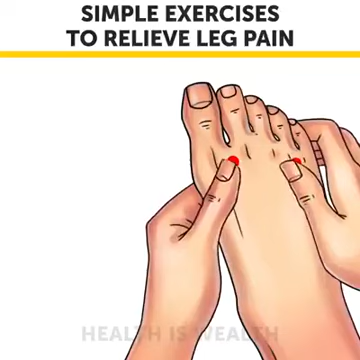 SIMPLE EXERCISES
TO RELIEVE LEG PAIN
HEALTH IS WEALTH